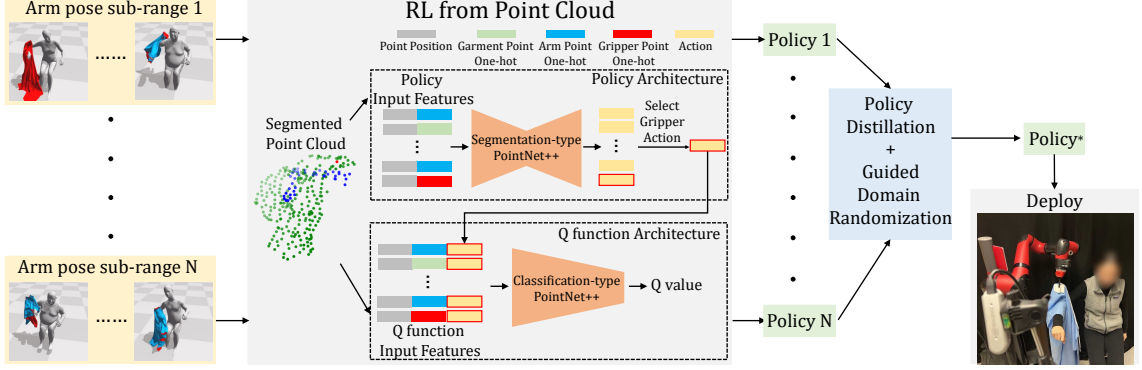 Arm pose sub-range 1
......
Arm pose sub-range N
......
RL from Point Cloud
Point Position
Garment Point
One-hot
Arm Point
One-hot
Gripper Point
One-hot
Action
Segmented
Point Cloud
Policy Architecture
Policy
Input Features
Segmentation-type
PointNet++
Select
Gripper
Action
Q function Architecture
Classification-type
PointNet++
Q value
Q function
Input Features
Policy 1
Policy N
Policy
Distillation
+
Guided
Domain
Randomization
Policy*
Deploy